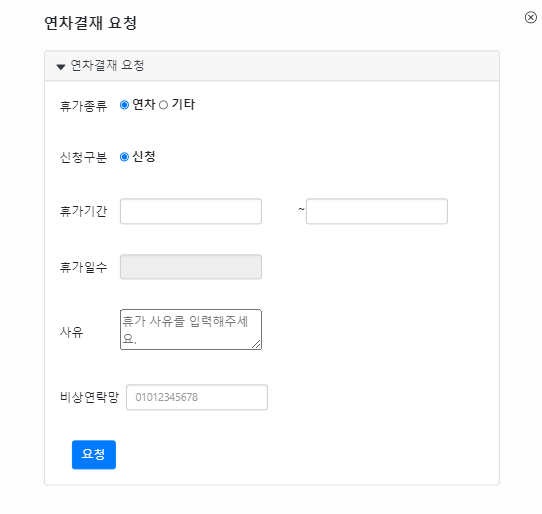 연차결재 요청
연차결재 요청
휴가종류 연차 기타
신청구분 신청
휴가기간 ~
휴가일수
사유 휴가 사유를 입력해주세
요.
비상연락망 01012345678
요청